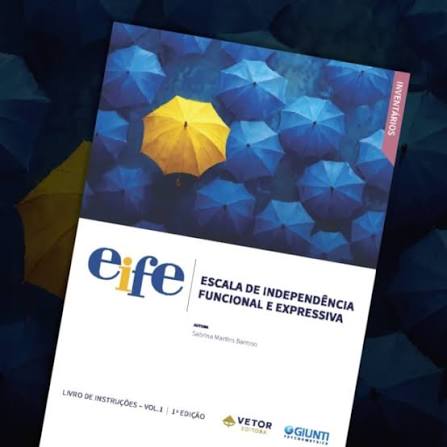 INVENTÁRIOS
eife
ESCALA DE INDEPENDÊNCIA
FUNCIONAL E EXPRESSIVA
AUTORA
Sabrina Martins Barroso
LIVRO DE INSTRUÇÕES – VOL.1 | 1ª EDIÇÃO
VETOR
EDITORA
GIUNTI
PSYCHOMETRICS